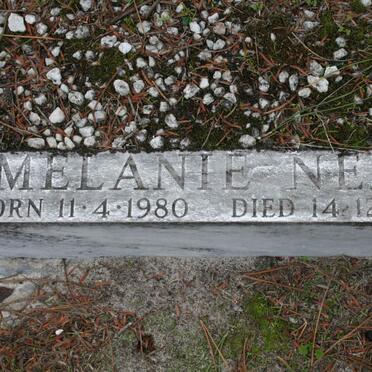 MELANIE NE
ORN 11·4·1980 DIED 14·12